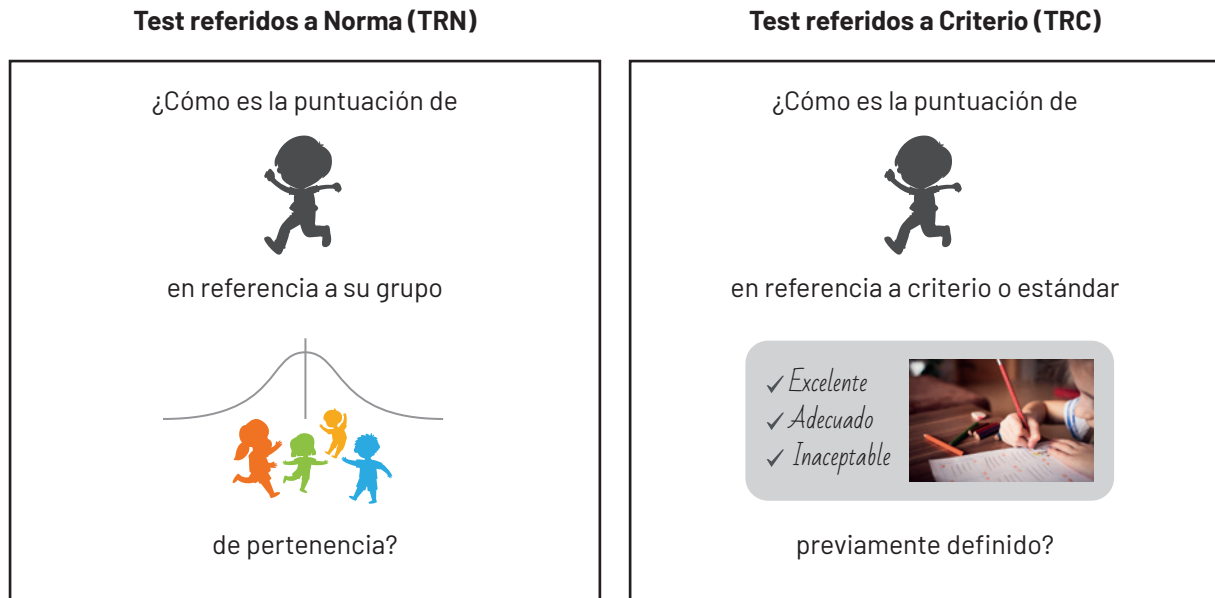 Test referidos a Norma (TRN)
¿Cómo es la puntuación de
en referencia a su grupo
de pertenencia?
Test referidos a Criterio (TRC)
¿Cómo es la puntuación de
en referencia a criterio o estándar
✓ Excelente
✓ Adecuado
✓ Inaceptable
previamente definido?